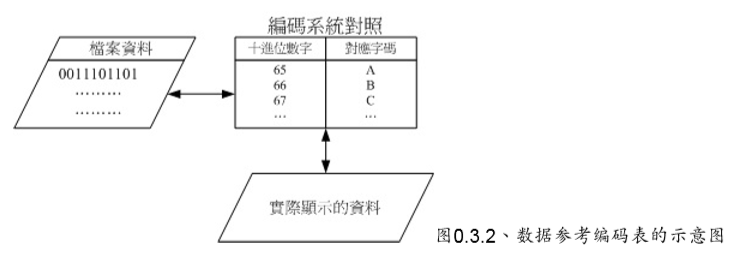 編碼系統對照
檔案資料
0011101101
………
………
十進位數字 對應字碼
65 A
66 B
67 C
… …
實際顯示的資料
图0.3.2、数据参考编码表的示意图